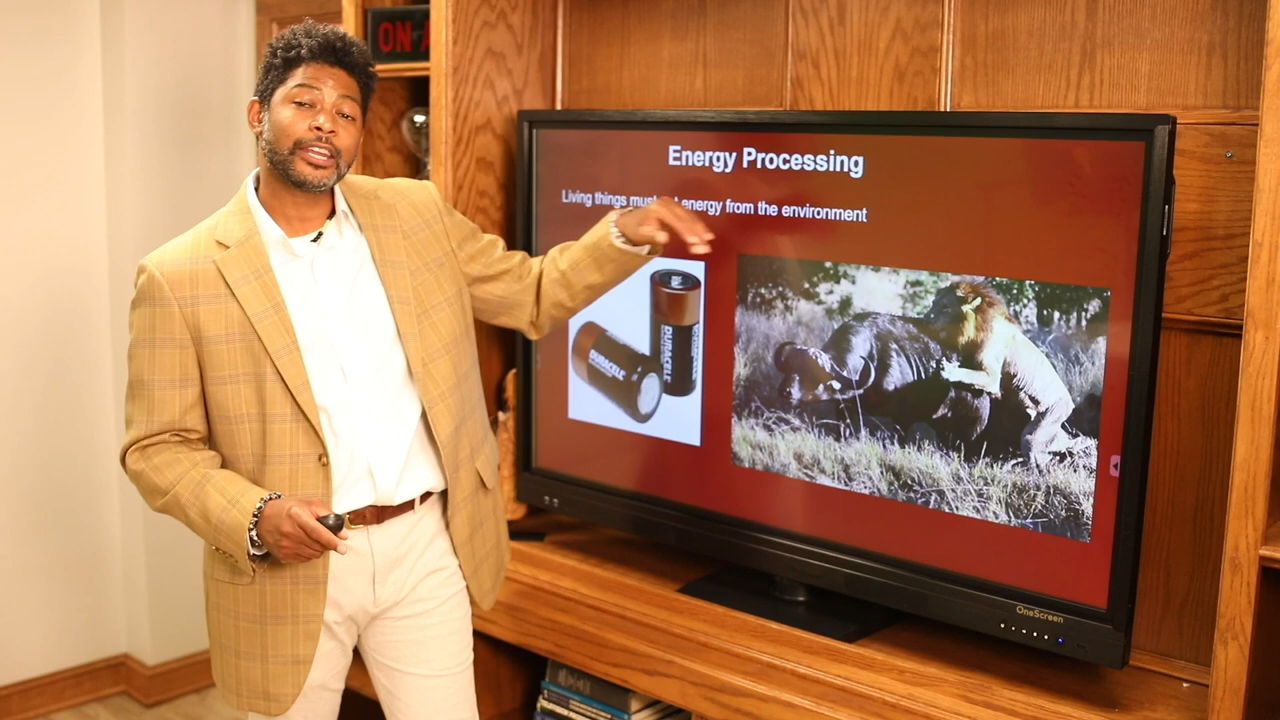 ON
Energy Processing
Living things must energy from the environment
DURACELL
DURACELL
OneScreen